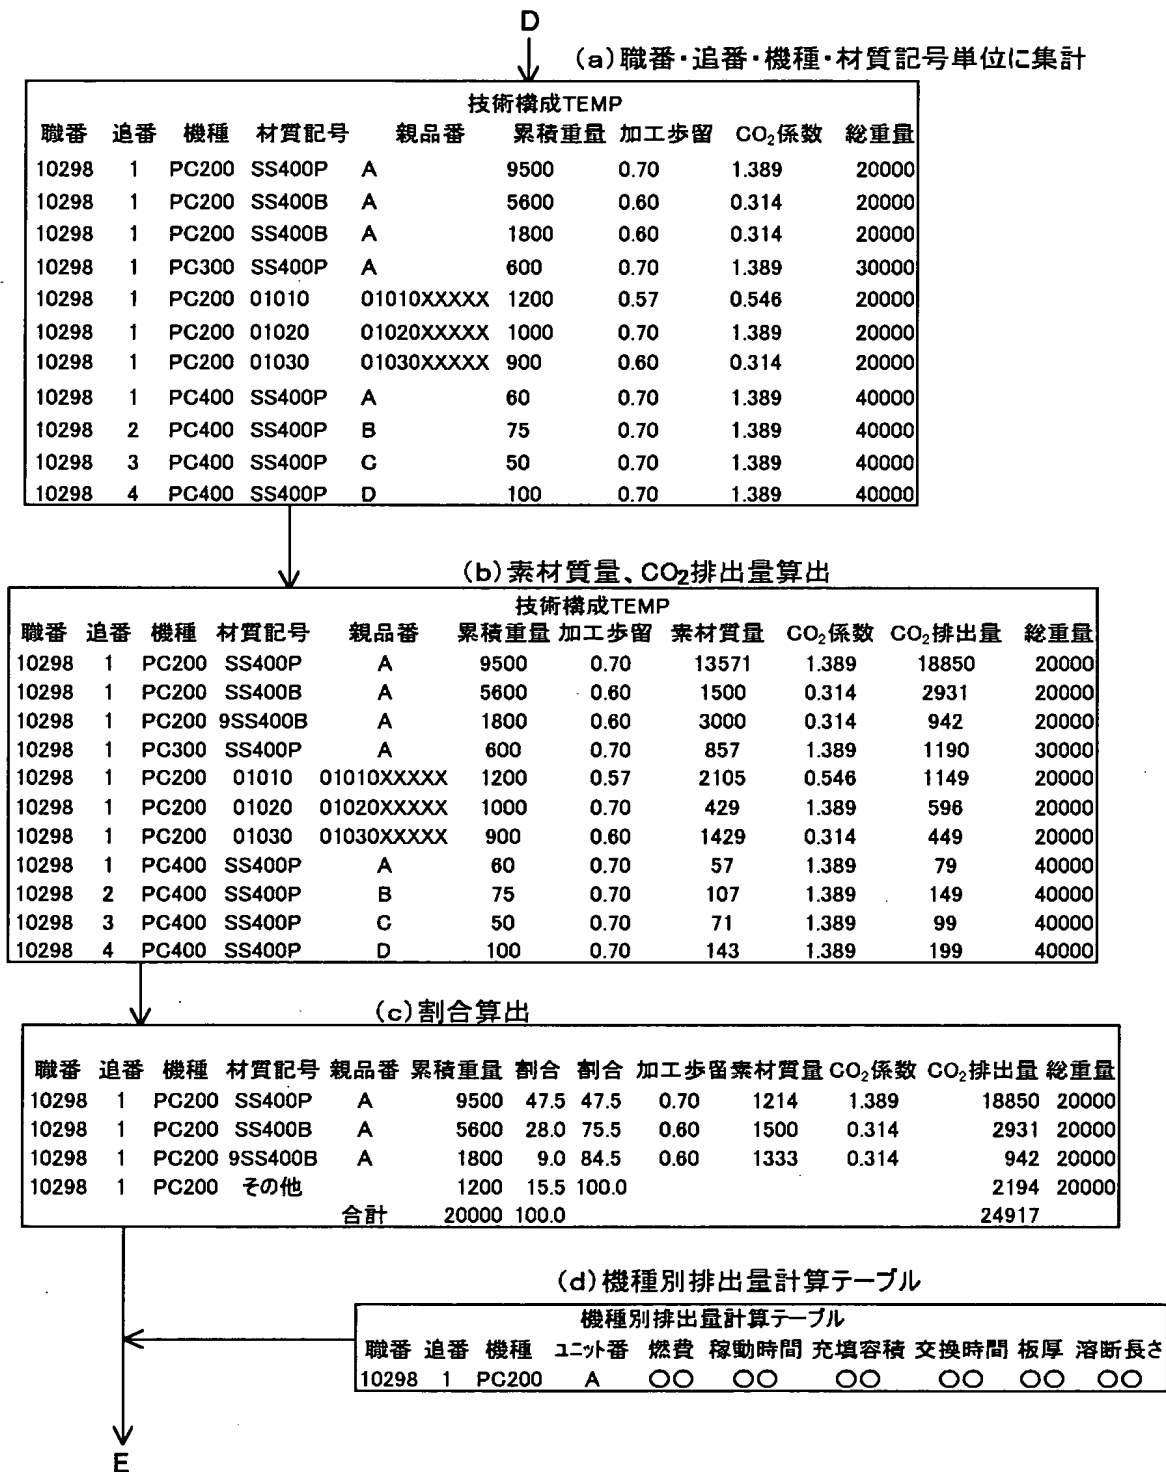 D
(a)職番・追番・機種・材質記号単位に集計
技術構成TEMP
職番 追番 機種 材質記号 親品番 累積重量 加工歩留 CO₂係数 総重量
10298 1 PC200 SS400P A 9500 0.70 1.389 20000
10298 1 PC200 SS400B A 5600 0.60 0.314 20000
10298 1 PC200 SS400B A 1800 0.60 0.314 20000
10298 1 PC300 SS400P A 600 0.70 1.389 30000
10298 1 PC200 01010 01010XXXXX 1200 0.57 0.546 20000
10298 1 PC200 01020 01020XXXXX 1000 0.70 1.389 20000
10298 1 PC200 01030 01030XXXXX 900 0.60 0.314 20000
10298 1 PC400 SS400P A 60 0.70 1.389 40000
10298 2 PC400 SS400P B 75 0.70 1.389 40000
10298 3 PC400 SS400P C 50 0.70 1.389 40000
10298 4 PC400 SS400P D 100 0.70 1.389 40000
(b)素材質量、CO₂排出量算出
技術構成TEMP
職番 追番 機種 材質記号 親品番 累積重量 加工歩留 素材質量 CO₂係数 CO₂排出量 総重量
10298 1 PC200 SS400P A 9500 0.70 13571 1.389 18850 20000
10298 1 PC200 SS400B A 5600 0.60 1500 0.314 2931 20000
10298 1 PC200 9SS400B A 1800 0.60 3000 0.314 942 20000
10298 1 PC300 SS400P A 600 0.70 857 1.389 1190 30000
10298 1 PC200 01010 01010XXXXX 1200 0.57 2105 0.546 1149 20000
10298 1 PC200 01020 01020XXXXX 1000 0.70 429 1.389 596 20000
10298 1 PC200 01030 01030XXXXX 900 0.60 1429 0.314 449 20000
10298 1 PC400 SS400P A 60 0.70 57 1.389 79 40000
10298 2 PC400 SS400P B 75 0.70 107 1.389 149 40000
10298 3 PC400 SS400P C 50 0.70 71 1.389 99 40000
10298 4 PC400 SS400P D 100 0.70 143 1.389 199 40000
(c)割合算出
職番 追番 機種 材質記号 親品番 累積重量 割合 割合 加工歩留 素材質量 CO₂係数 CO₂排出量 総重量
10298 1 PC200 SS400P A 9500 47.5 47.5 0.70 1214 1.389 18850 20000
10298 1 PC200 SS400B A 5600 28.0 75.5 0.60 1500 0.314 2931 20000
10298 1 PC200 9SS400B A 1800 9.0 84.5 0.60 1333 0.314 942 20000
10298 1 PC200 その他 1200 15.5 100.0 2194 20000
合計 20000 100.0 24917
(d)機種別排出量計算テーブル
機種別排出量計算テーブル
職番 追番 機種 ユニット番 燃費 稼動時間 充填容積 交換時間 板厚 溶断長さ
10298 1 PC200 A ○○ ○○ ○○ ○○ ○○ ○○
E